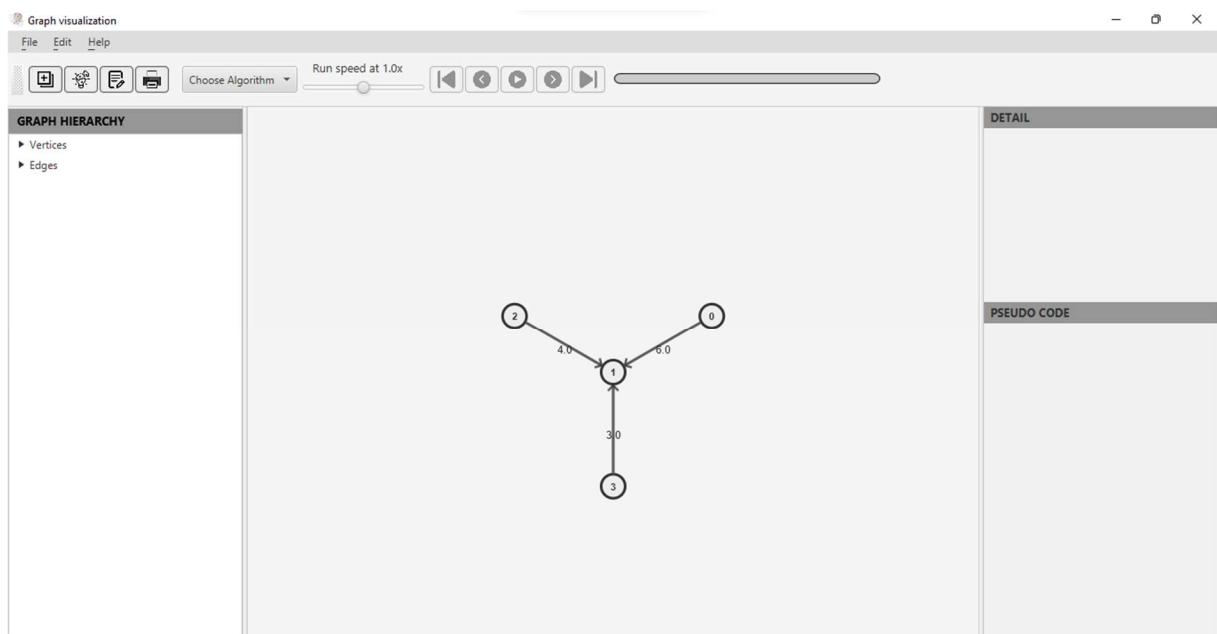 Graph visualization
File Edit Help
Choose Algorithm
Run speed at 1.0x
GRAPH HIERARCHY
Vertices
Edges
DETAIL
PSEUDO CODE
2
0
4.0
6.0
1
3.0
3